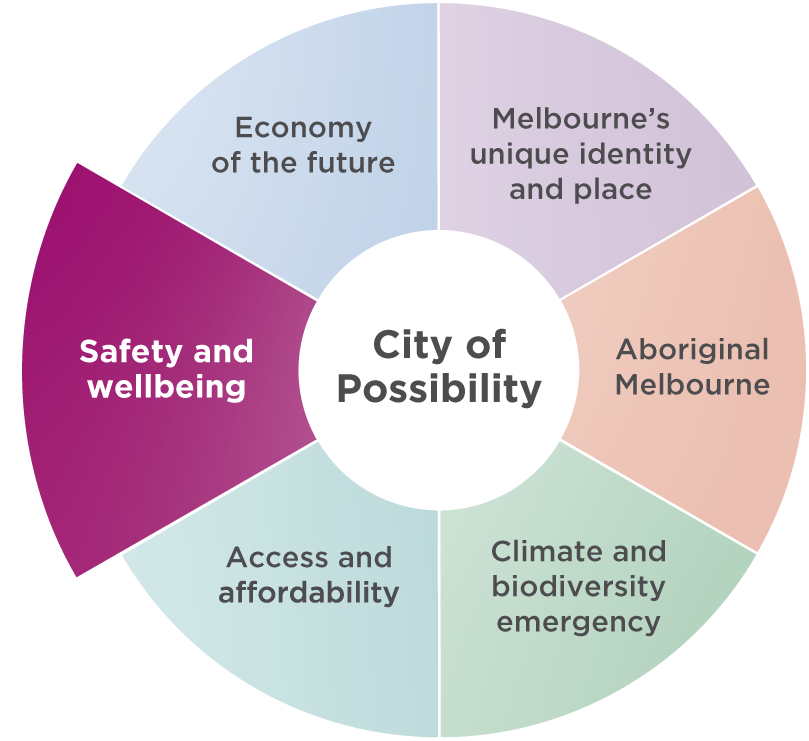 Economy
of the future
Melbourne's
unique identity
and place
Safety and
wellbeing
City of
Possibility
Aboriginal
Melbourne
Access and
affordability
Climate and
biodiversity
emergency